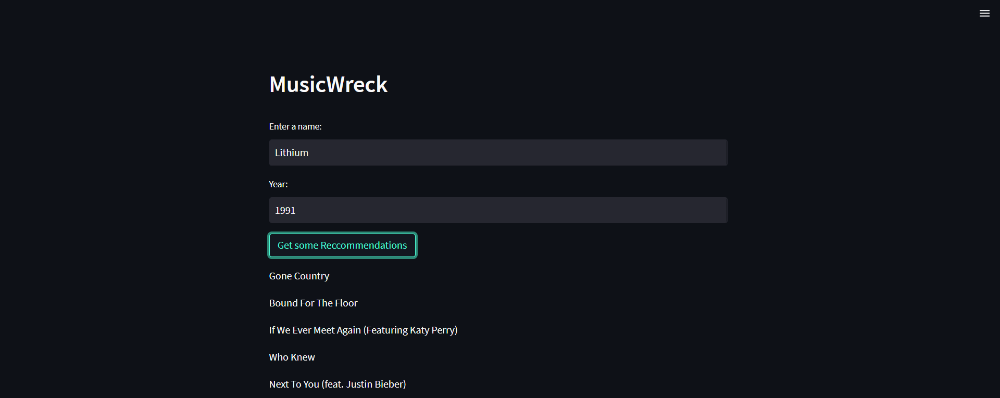 MusicWreck
Enter a name:
Lithium
Year:
1991
Get some Reccommendations
Gone Country
Bound For The Floor
If We Ever Meet Again (Featuring Katy Perry)
Who Knew
Next To You (feat. Justin Bieber)